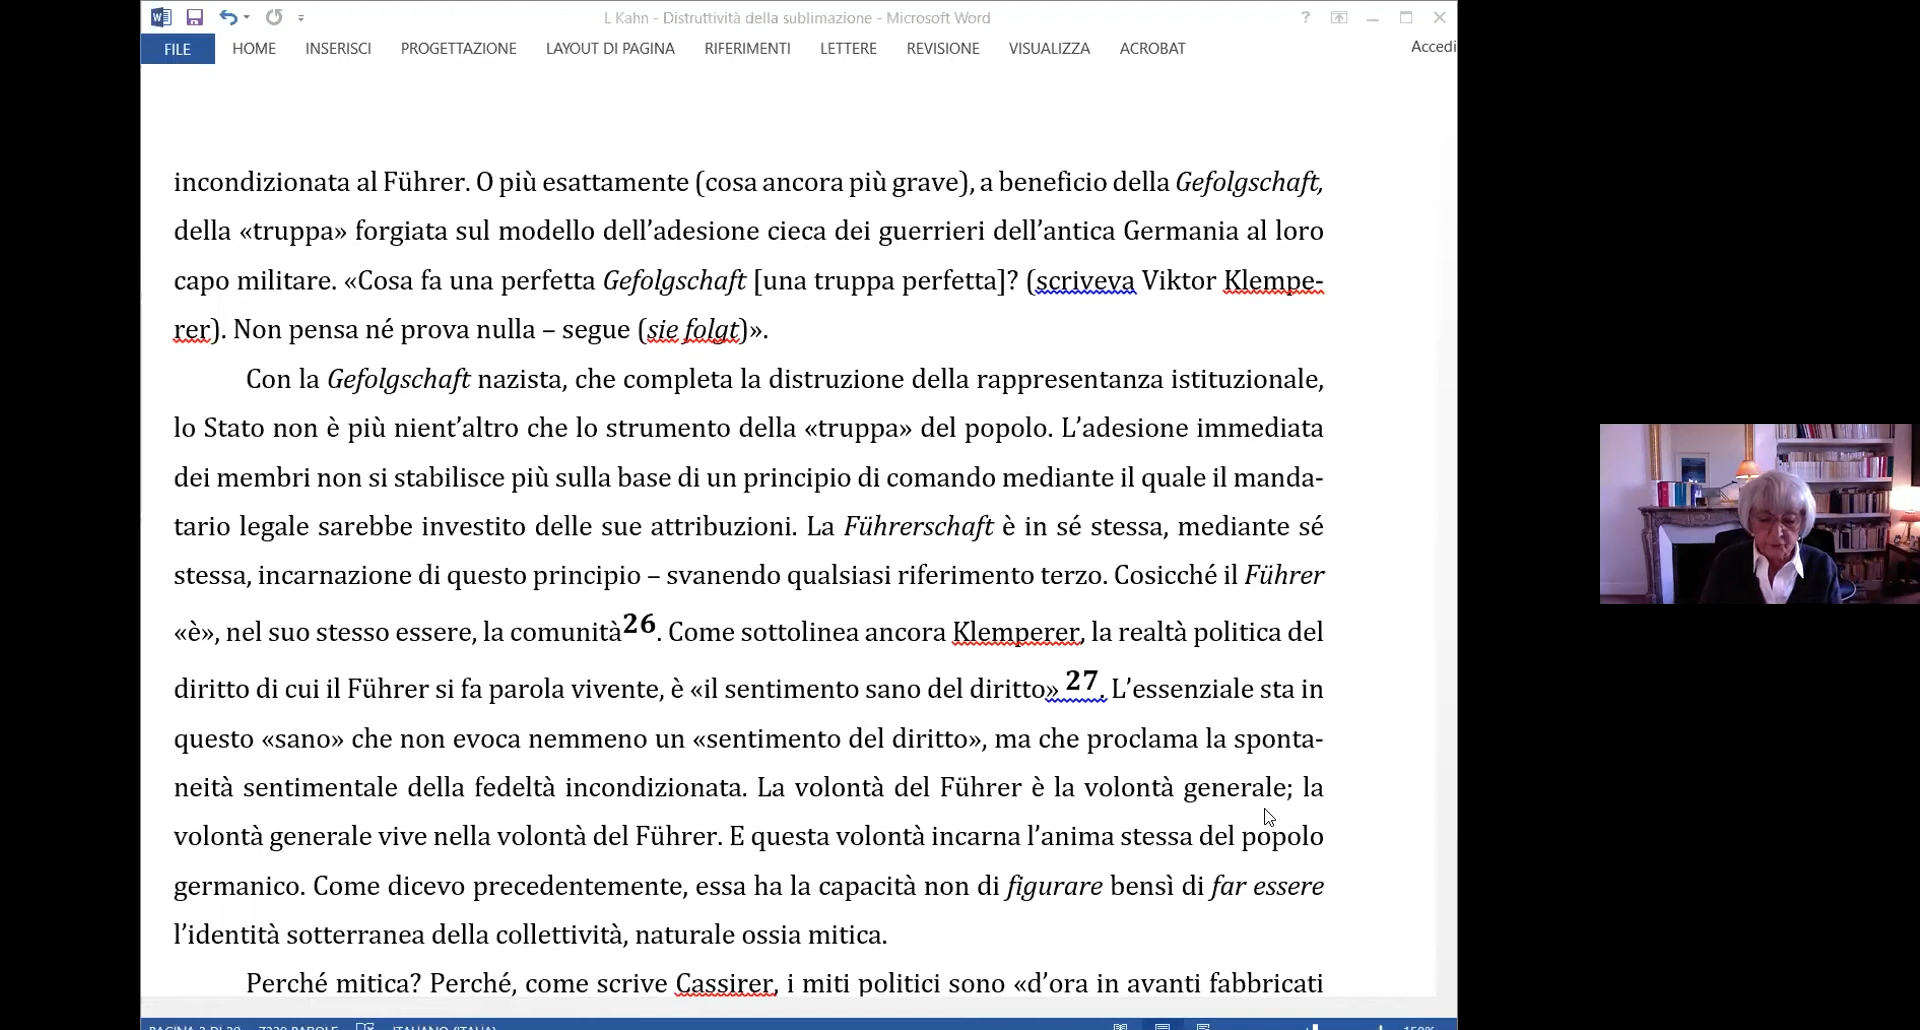 L Kahn - Distruttività della sublimazione - Microsoft Word
?
FILE HOME INSERISCI PROGETTAZIONE LAYOUT DI PAGINA RIFERIMENTI LETTERE REVISIONE VISUALIZZA ACROBAT Accedi
incondizionata al Führer. O più esattamente (cosa ancora più grave), a beneficio della Gefolgschaft,
della «truppa» forgiata sul modello dell’adesione cieca dei guerrieri dell’antica Germania al loro
capo militare. «Cosa fa una perfetta Gefolgschaft [una truppa perfetta]? (scriveva Viktor Klempe-
rer). Non pensa né prova nulla – segue (sie folgt)».
Con la Gefolgschaft nazista, che completa la distruzione della rappresentanza istituzionale,
lo Stato non è più nient’altro che lo strumento della «truppa» del popolo. L’adesione immediata
dei membri non si stabilisce più sulla base di un principio di comando mediante il quale il manda-
tario legale sarebbe investito delle sue attribuzioni. La Führerschaft è in sé stessa, mediante sé
stessa, incarnazione di questo principio – svanendo qualsiasi riferimento terzo. Cosicché il Führer
«è», nel suo stesso essere, la comunità26. Come sottolinea ancora Klemperer, la realtà politica del
diritto di cui il Führer si fa parola vivente, è «il sentimento sano del diritto» 27. L’essenziale sta in
questo «sano» che non evoca nemmeno un «sentimento del diritto», ma che proclama la sponta-
neità sentimentale della fedeltà incondizionata. La volontà del Führer è la volontà generale; la
volontà generale vive nella volontà del Führer. E questa volontà incarna l’anima stessa del popolo
germanico. Come dicevo precedentemente, essa ha la capacità non di figurare bensì di far essere
l’identità sotterranea della collettività, naturale ossia mitica.
Perché mitica? Perché, come scrive Cassirer, i miti politici sono «d’ora in avanti fabbricati